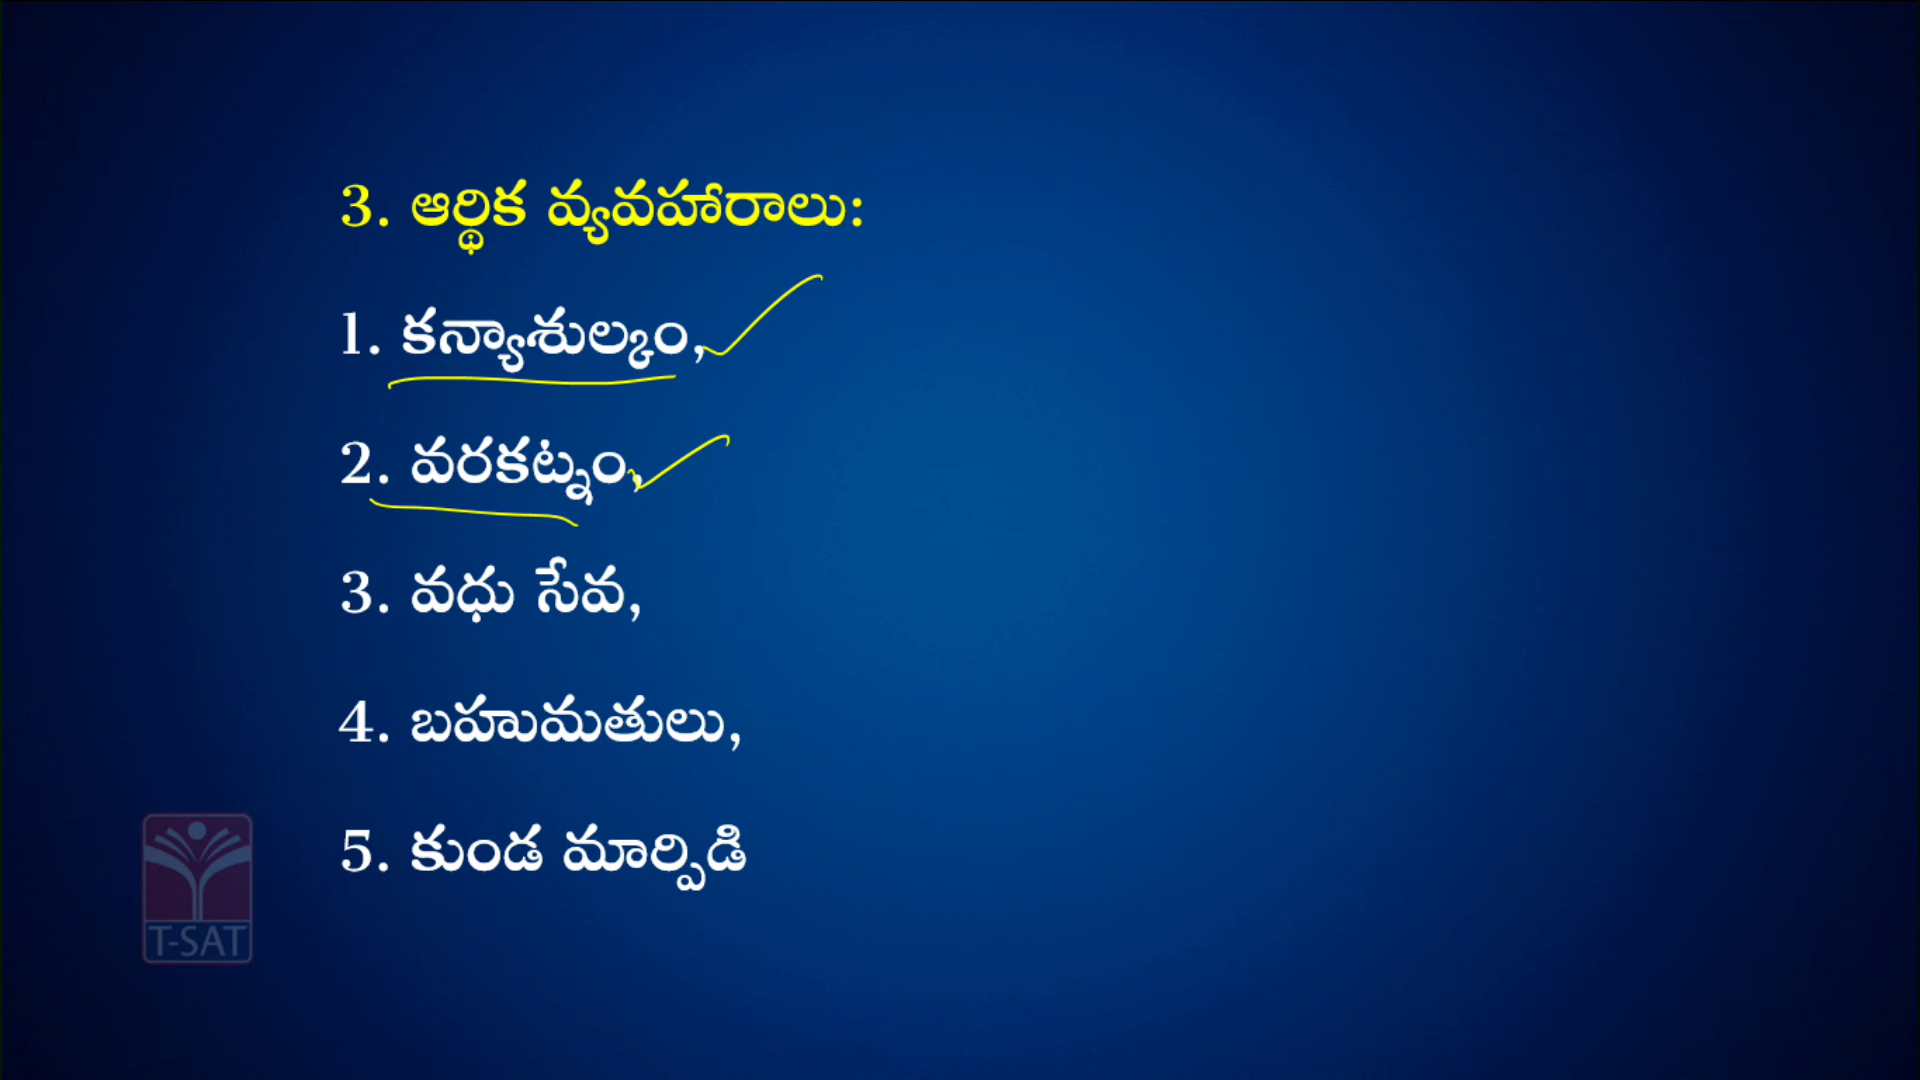 3. ఆర్థిక వ్యవహారాలు:
1. కన్యాశుల్కం,
2. వరకట్నం,
3. వధు సేవ,
4. బహుమతులు,
5. కుండ మార్పిడి
T-SAT